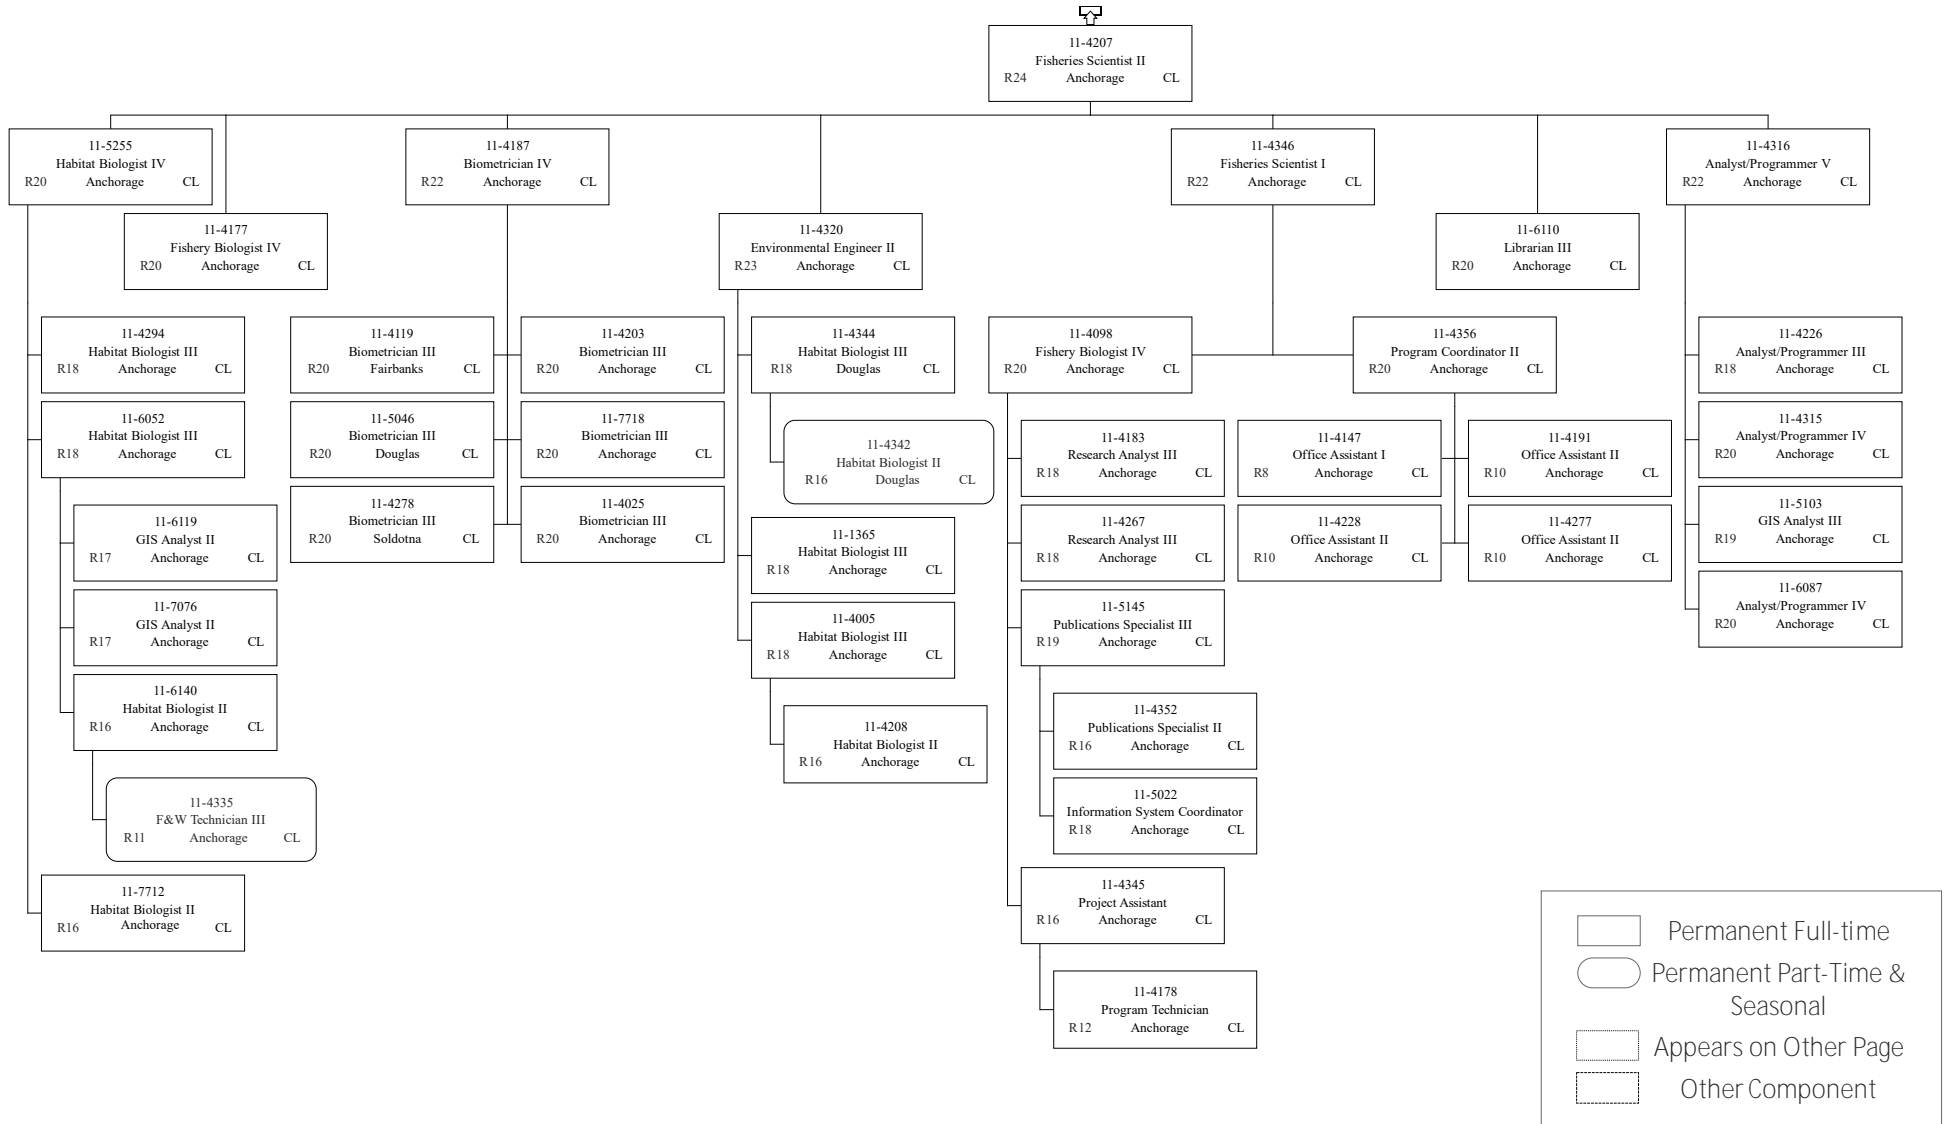 11-4207
Fisheries Scientist II
R24 Anchorage CL
11-5255
Habitat Biologist IV
R20 Anchorage CL
11-4187
Biometrician IV
R22 Anchorage CL
11-4346
Fisheries Scientist I
R22 Anchorage CL
11-4316
Analyst/Programmer V
R22 Anchorage CL
11-4177
Fishery Biologist IV
R20 Anchorage CL
11-4320
Environmental Engineer II
R23 Anchorage CL
11-6110
Librarian III
R20 Anchorage CL
11-4294
Habitat Biologist III
R18 Anchorage CL
11-6052
Habitat Biologist III
R18 Anchorage CL
11-6119
GIS Analyst II
R17 Anchorage CL
11-7076
GIS Analyst II
R17 Anchorage CL
11-6140
Habitat Biologist II
R16 Anchorage CL
11-4335
F&W Technician III
R11 Anchorage CL
11-7712
Habitat Biologist II
Anchorage
R16 CL
11-4119
Biometrician III
Fairbanks
R20 CL
11-4203
Biometrician III
R20 Anchorage CL
11-5046
Biometrician III
R20 Douglas CL
11-7718
Biometrician III
R20 Anchorage CL
11-4278
Biometrician III
R20 Soldotna CL
11-4025
Biometrician III
R20 Anchorage CL
11-4344
Habitat Biologist III
R18 Douglas CL
11-4342
Habitat Biologist II
R16 Douglas CL
11-1365
Habitat Biologist III
R18 Anchorage CL
11-4005
Habitat Biologist III
R18 Anchorage CL
11-4208
Habitat Biologist II
R16 Anchorage CL
11-4098
Fishery Biologist IV
R20 Anchorage CL
11-4356
Program Coordinator II
R20 Anchorage CL
11-4183
Research Analyst III
R18 Anchorage CL
11-4267
Research Analyst III
R18 Anchorage CL
11-5145
Publications Specialist III
R19 Anchorage CL
11-4352
Publications Specialist II
R16 Anchorage CL
11-5022
Information System Coordinator
R18 Anchorage CL
11-4345
Project Assistant
R16 Anchorage CL
11-4178
Program Technician
R12 Anchorage CL
11-4147
Office Assistant I
R8 Anchorage CL
11-4191
Office Assistant II
R10 Anchorage CL
11-4228
Office Assistant II
R10 Anchorage CL
11-4277
Office Assistant II
R10 Anchorage CL
11-4226
Analyst/Programmer III
R18 Anchorage CL
11-4315
Analyst/Programmer IV
R20 Anchorage CL
11-5103
GIS Analyst III
R19 Anchorage CL
11-6087
Analyst/Programmer IV
R20 Anchorage CL
Permanent Full-time
Permanent Part-Time &
Seasonal
Appears on Other Page
Other Component